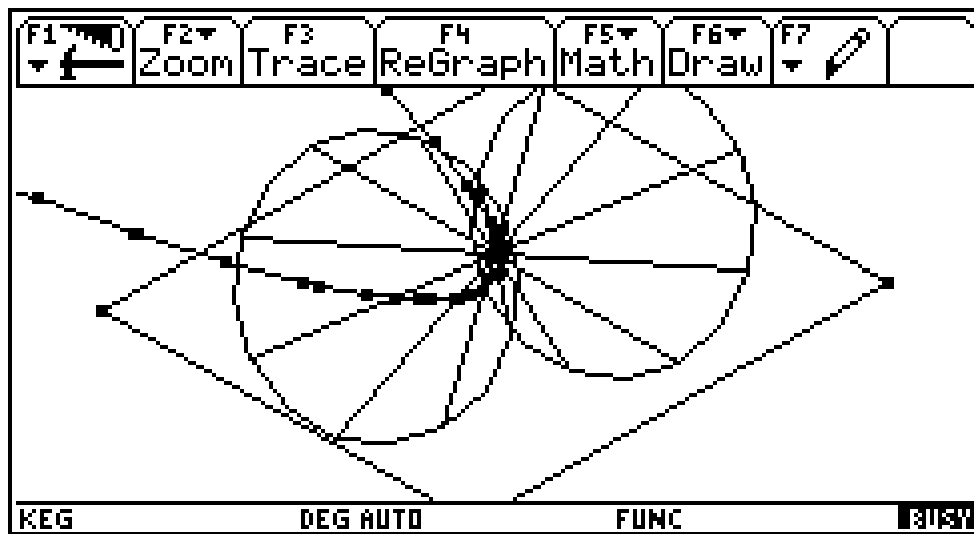 F1 F2 F3 F4 F5 F6 F7
Zoom Trace ReGraph Math Draw
KEG DEG AUTO FUNC BUSY